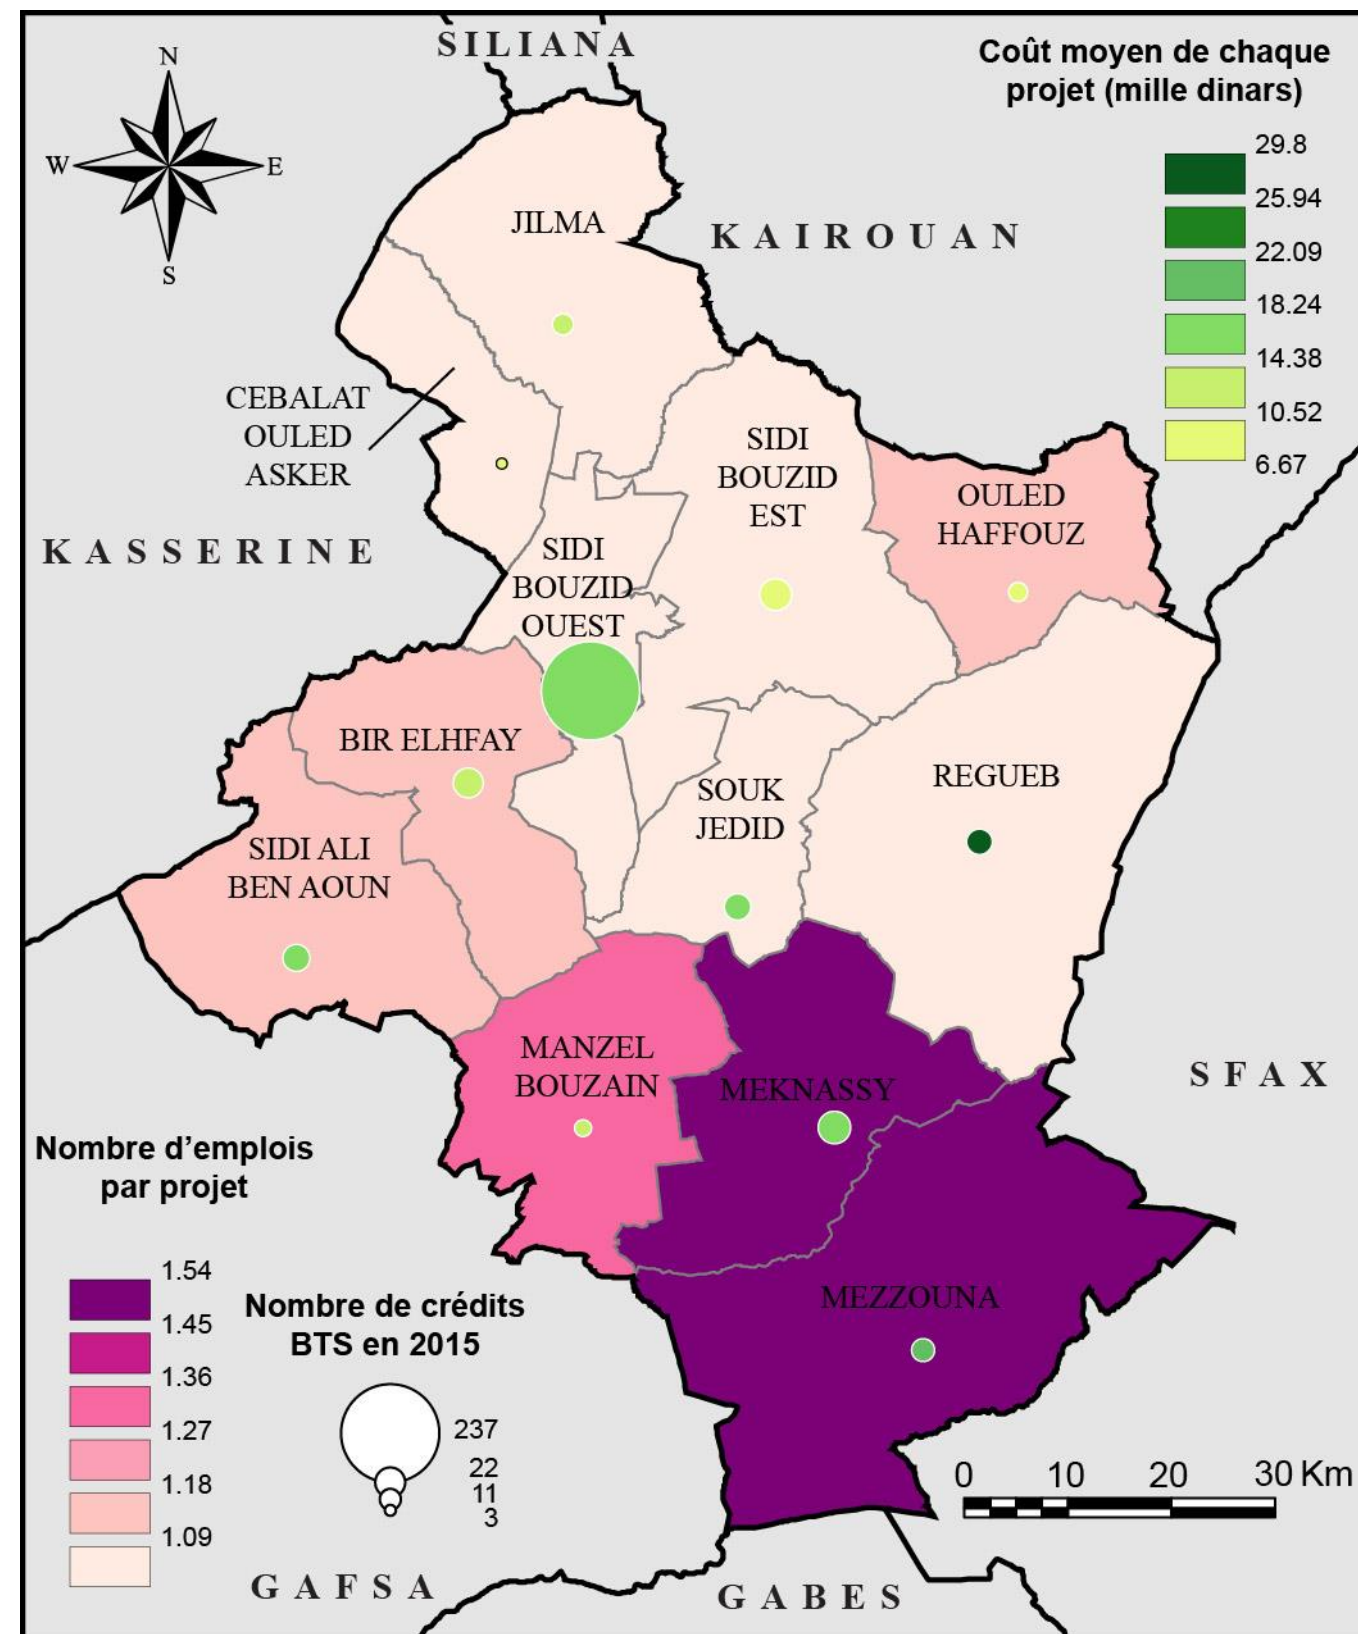 SILIANA
Coût moyen de chaque
projet (mille dinars)
N
W
E
S
29.8
25.94
22.09
18.24
14.38
10.52
6.67
JILMA
KAIROUAN
CEBALAT
OULED
ASKER
SIDI
BOUZID
EST
OULED
HAFFOUZ
KASSERINE
SIDI
BOUZID
OUEST
BIR ELHFAY
SOUK
JEDID
REGUEB
SIDI ALI
BEN AOUN
MANZEL
BOUZAIN
MEKNASSY
SFAX
MEZZOUNA
Nombre d’emplois
par projet
1.54
1.45
1.36
1.27
1.18
1.09
Nombre de crédits
BTS en 2015
237
22
11
3
0 10 20 30 Km
GAFSA
GABES